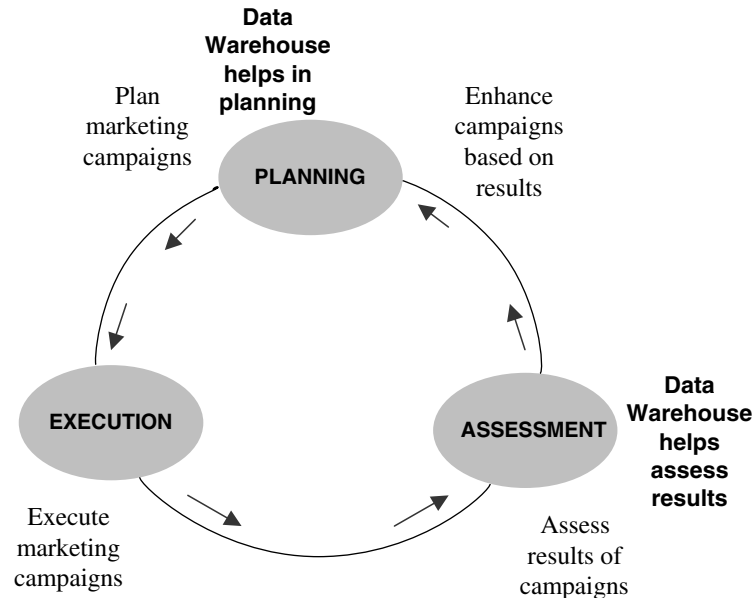 Data
Warehouse
helps in
planning
Plan
marketing
campaigns
Enhance
campaigns
based on
results
PLANNING
EXECUTION
ASSESSMENT
Data
Warehouse
helps
assess
results
Execute
marketing
campaigns
Assess
results of
campaigns